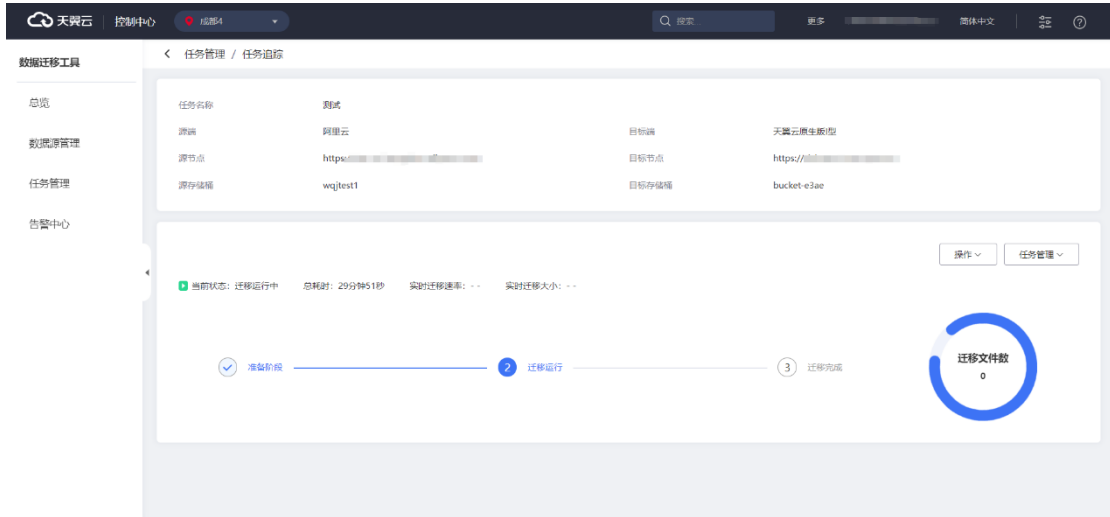 天翼云 控制中心 成都4 搜索 更多 简体中文
数据迁移工具
总览
数据源管理
任务管理
告警中心
任务管理 / 任务追踪
任务名称 测试
源端 阿里云 目标端 天翼云原生版I型
源节点 https 目标节点 https://
源存储桶 wqjtest1 目标存储桶 bucket-e3ae
操作 任务管理
当前状态：迁移运行中 总耗时：29分钟51秒 实时迁移速率：- - 实时迁移大小：- -
准备阶段 2 迁移运行 3 迁移完成
迁移文件数
0